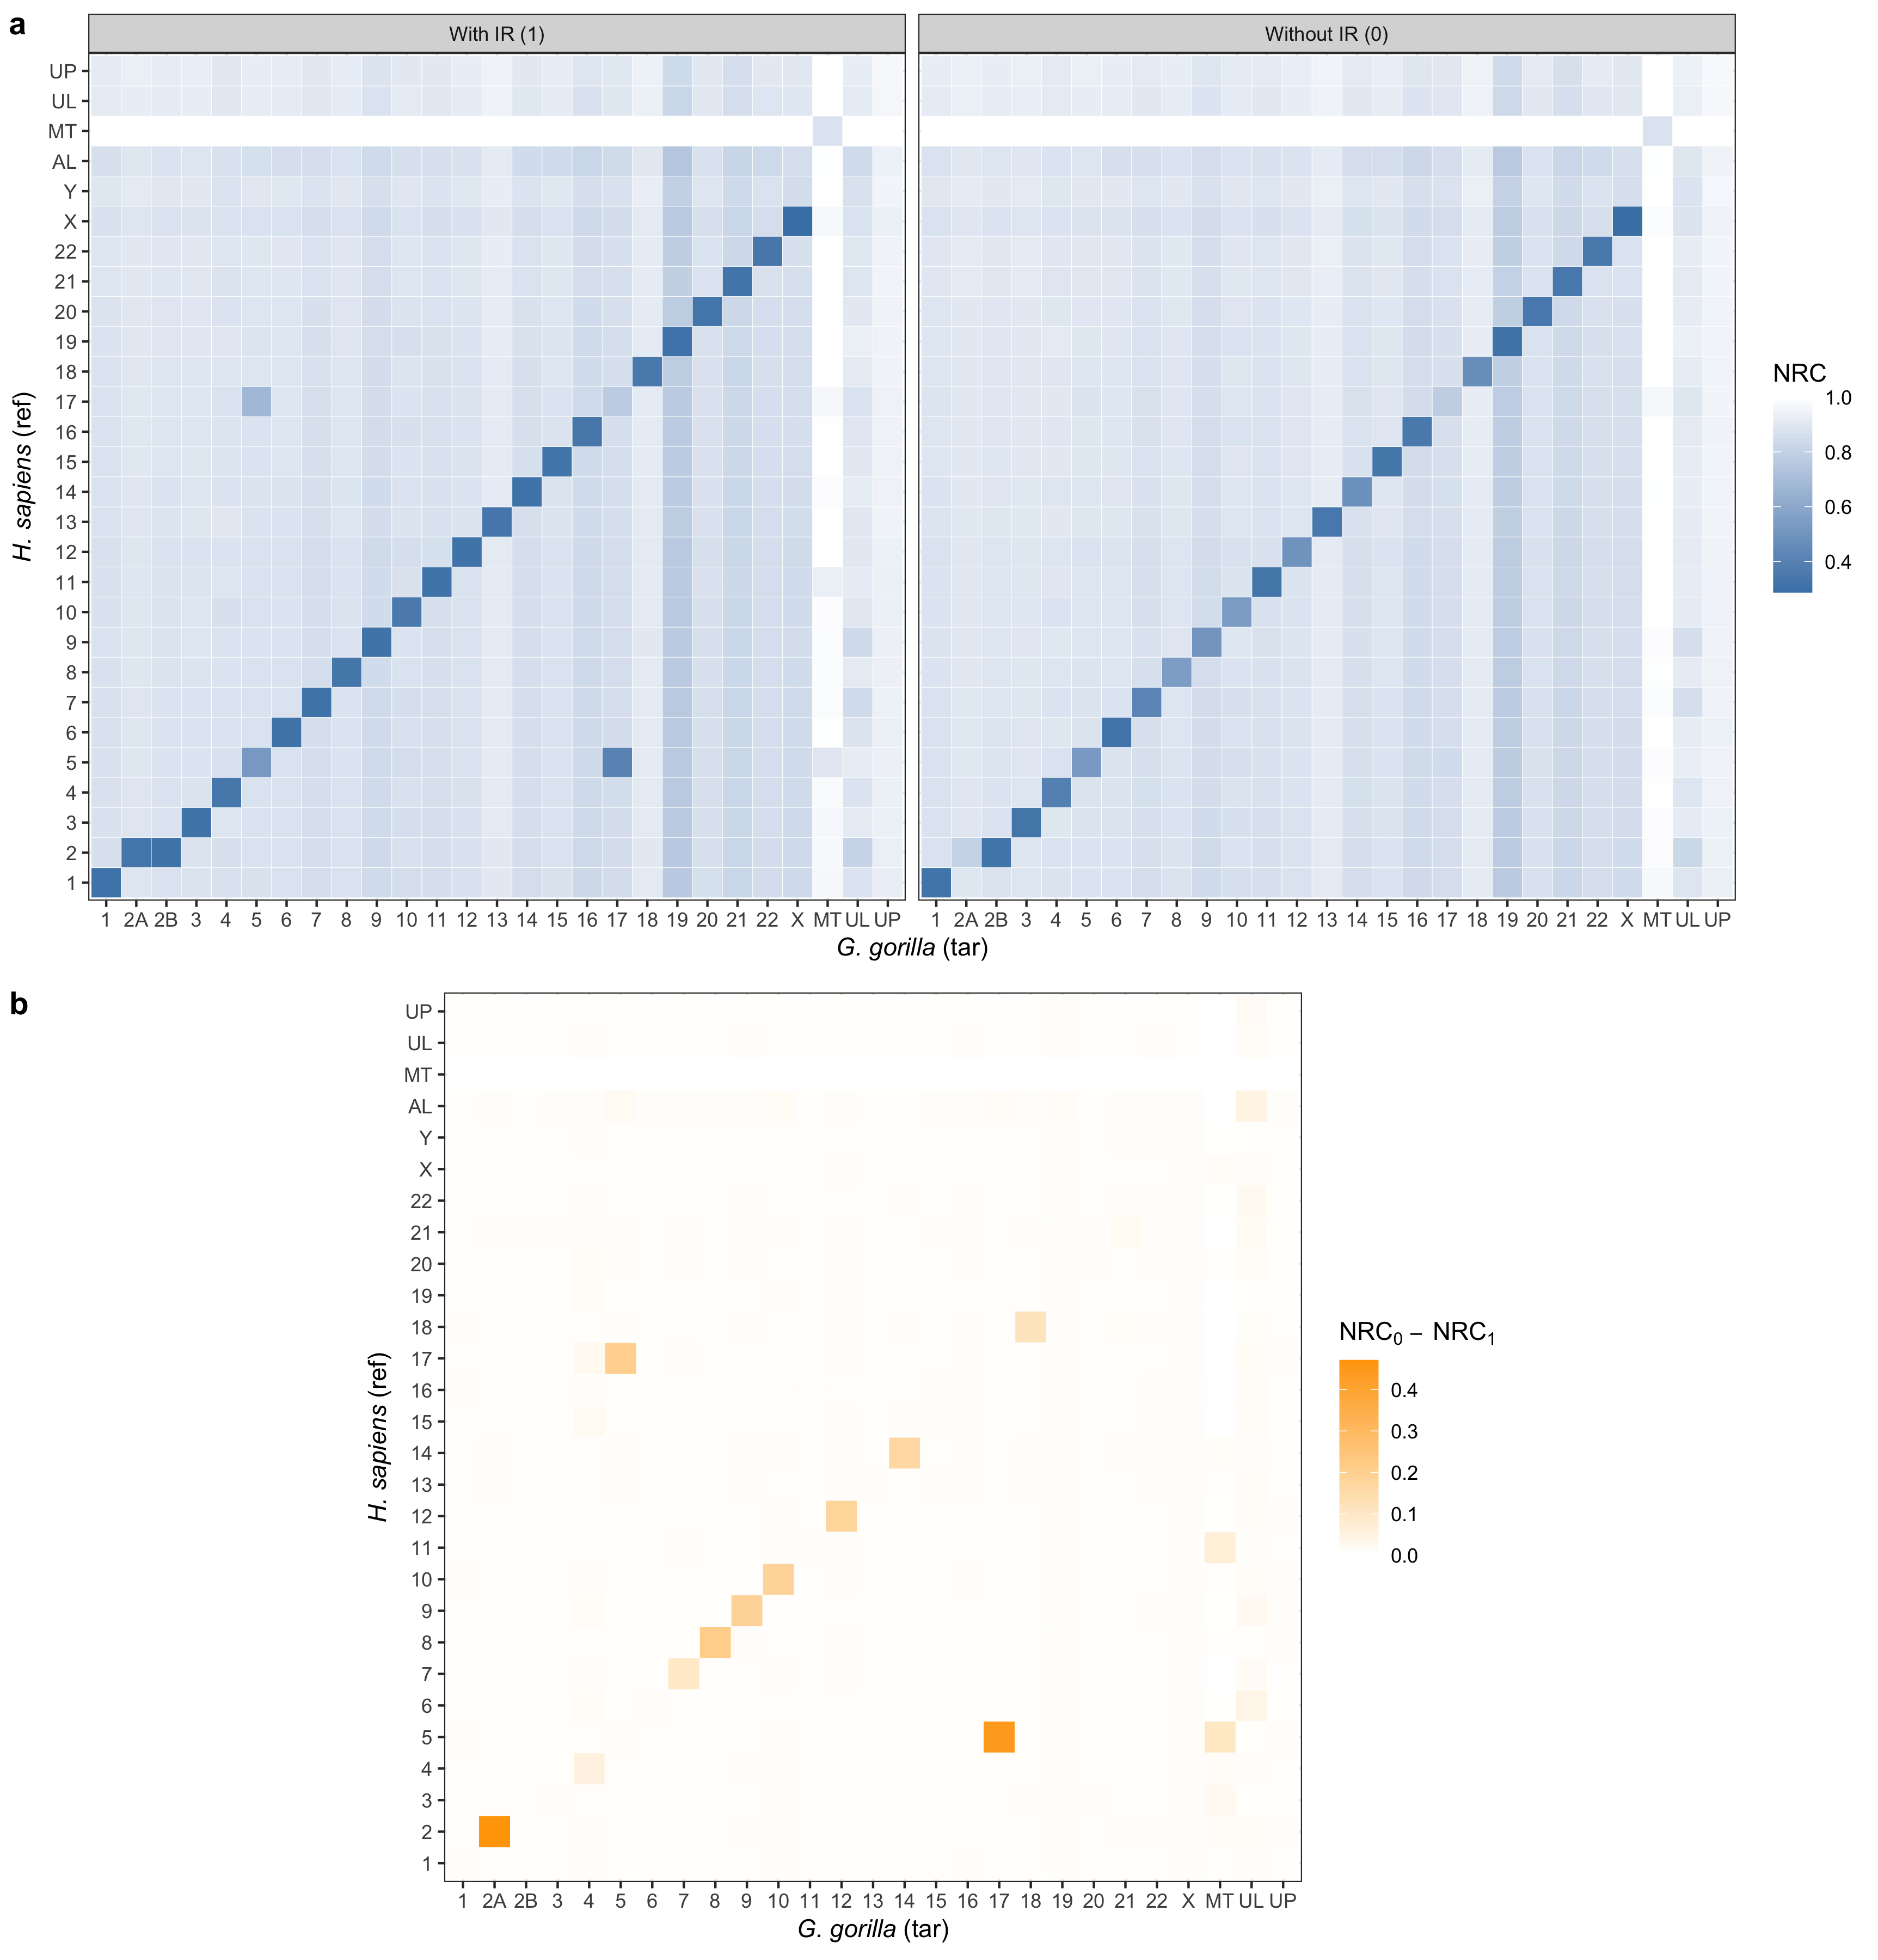 a
With IR (1) Without IR (0)
UP
UL
MT
AL
Y
X
22
21
20
19
18
17
16
15
14
13
12
11
10
9
8
7
6
5
4
3
2
1
H. sapiens (ref)
1 2A 2B 3 4 5 6 7 8 9 10 11 12 13 14 15 16 17 18 19 20 21 22 X MT UL UP 1 2A 2B 3 4 5 6 7 8 9 10 11 12 13 14 15 16 17 18 19 20 21 22 X MT UL UP
G. gorilla (tar)
NRC
1.0
0.8
0.6
0.4
b
UP
UL
MT
AL
Y
X
22
21
20
19
18
17
16
15
14
13
12
11
10
9
8
7
6
5
4
3
2
1
H. sapiens (ref)
1 2A 2B 3 4 5 6 7 8 9 10 11 12 13 14 15 16 17 18 19 20 21 22 X MT UL UP
G. gorilla (tar)
NRC₀ – NRC₁
0.4
0.3
0.2
0.1
0.0